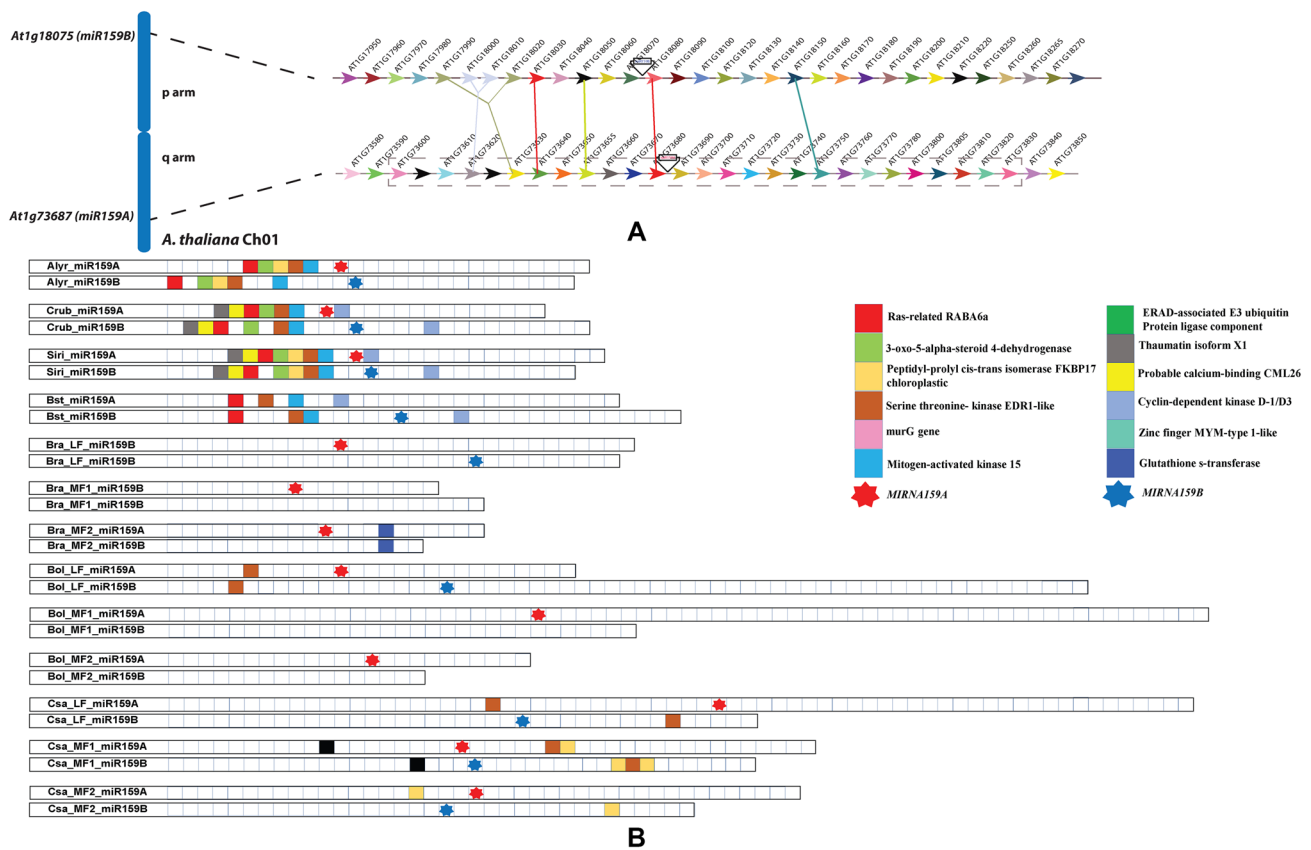 At1g18075 (miR159B)
p arm
q arm
At1g73687 (miR159A)
A. thaliana Ch01
AT1G17950
AT1G17960
AT1G17970
AT1G17980
AT1G17990
AT1G18000
AT1G18010
AT1G18020
AT1G18030
AT1G18040
AT1G18050
AT1G18060
AT1G18070
AT1G18080
AT1G18090
AT1G18100
AT1G18120
AT1G18130
AT1G18140
AT1G18150
AT1G18160
AT1G18170
AT1G18180
AT1G18190
AT1G18200
AT1G18210
AT1G18220
AT1G18250
AT1G18260
AT1G18265
AT1G18270
AT1G73580
AT1G73590
AT1G73600
AT1G73610
AT1G73620
AT1G73630
AT1G73640
AT1G73650
AT1G73655
AT1G73660
AT1G73670
AT1G73680
AT1G73690
AT1G73700
AT1G73710
AT1G73720
AT1G73730
AT1G73740
AT1G73750
AT1G73760
AT1G73770
AT1G73780
AT1G73800
AT1G73805
AT1G73810
AT1G73820
AT1G73830
AT1G73840
AT1G73850
A
Alyr_miR159A
Alyr_miR159B
Crub_miR159A
Crub_miR159B
Siri_miR159A
Siri_miR159B
Bst_miR159A
Bst_miR159B
Bra_LF_miR159B
Bra_LF_miR159B
Bra_MF1_miR159B
Bra_MF1_miR159B
Bra_MF2_miR159A
Bra_MF2_miR159B
Bol_LF_miR159A
Bol_LF_miR159B
Bol_MF1_miR159A
Bol_MF1_miR159B
Bol_MF2_miR159A
Bol_MF2_miR159B
Csa_LF_miR159A
Csa_LF_miR159B
Csa_MF1_miR159A
Csa_MF1_miR159B
Csa_MF2_miR159A
Csa_MF2_miR159B
Ras-related RABA6a
3-oxo-5-alpha-steroid 4-dehydrogenase
Peptidyl-prolyl cis-trans isomerase FKBP17
chloroplastic
Serine threonine- kinase EDR1-like
murG gene
Mitogen-activated kinase 15
MIRNA159A
ERAD-associated E3 ubiquitin
Protein ligase component
Thaumatin isoform X1
Probable calcium-binding CML26
Cyclin-dependent kinase D-1/D3
Zinc finger MYM-type 1-like
Glutathione s-transferase
MIRNA159B
B